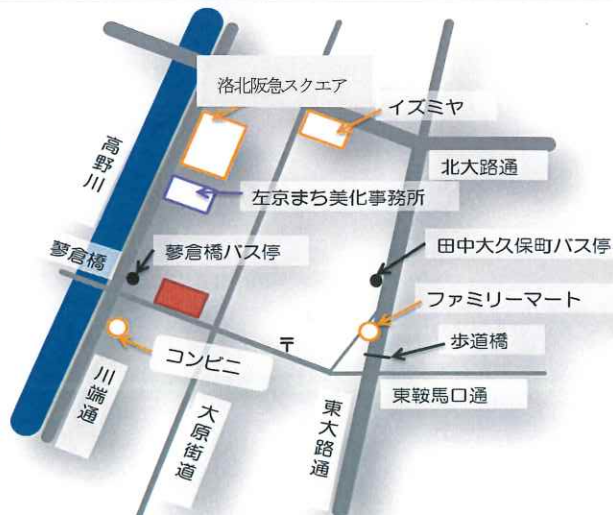 洛北阪急スクエア
イズミヤ
高野川
北大路通
左京まち美化事務所
蓼倉橋
蓼倉橋バス停
田中大久保町バス停
ファミリーマート
〒
歩道橋
コンビニ
東鞍馬口通
川端通
大原街道
東大路通